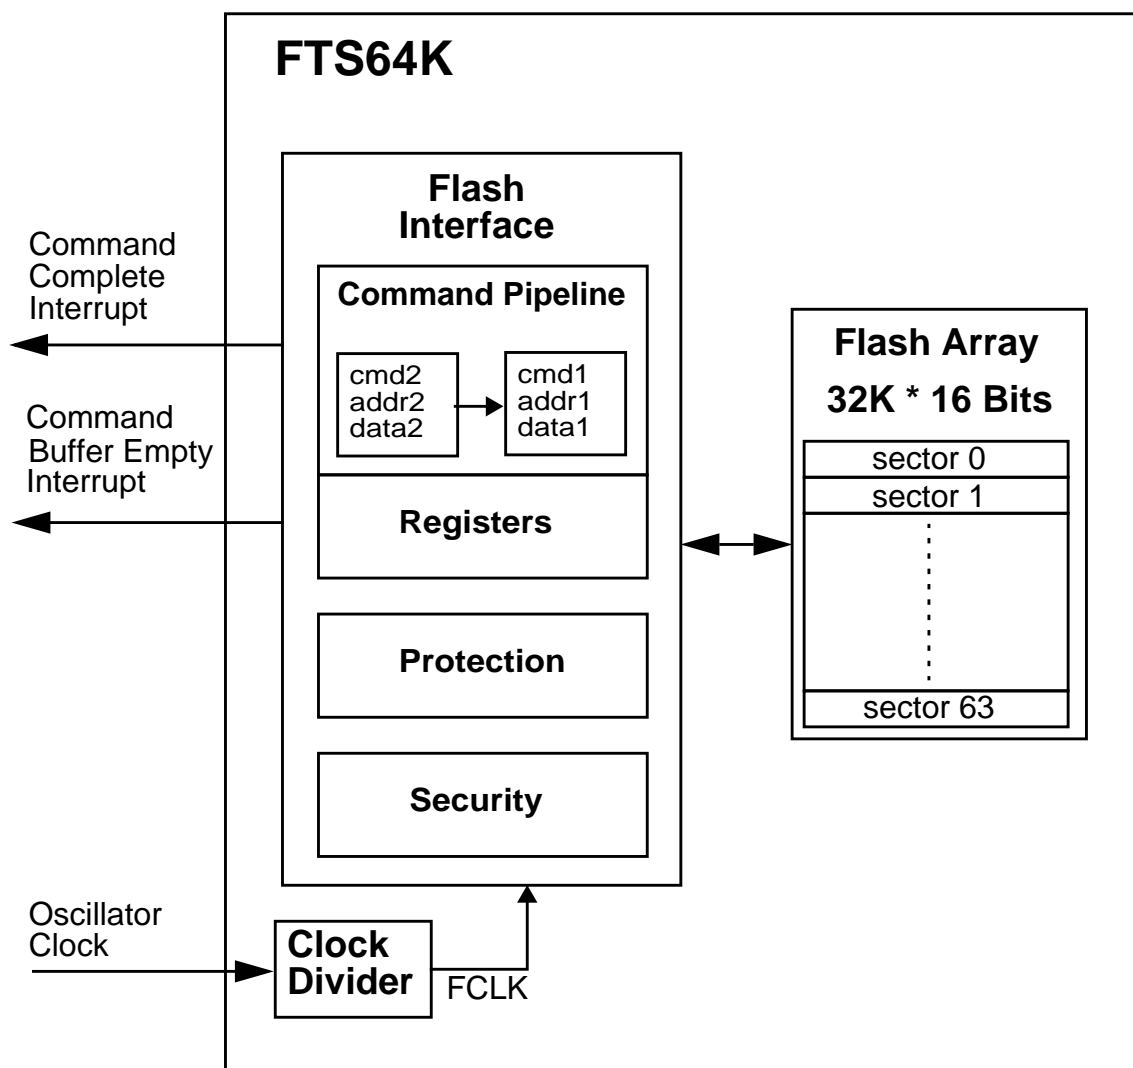 FTS64K
Flash
Interface
Command
Complete
Interrupt
Command Pipeline
cmd2
addr2
data2
cmd1
addr1
data1
Command
Buffer Empty
Interrupt
Registers
Protection
Security
Flash Array
32K * 16 Bits
sector 0
sector 1
sector 63
Oscillator
Clock
Clock
Divider
FCLK